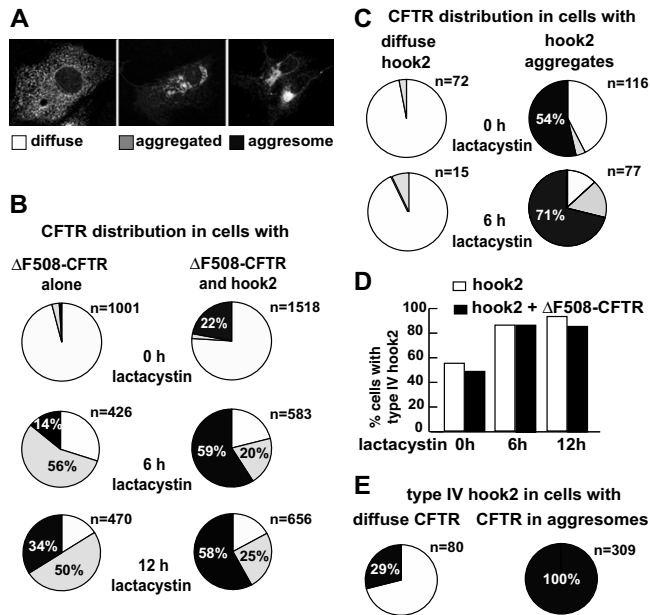 A
diffuse
aggregated
aggresome
B
CFTR distribution in cells with
ΔF508-CFTR
alone
ΔF508-CFTR
and hook2
n=1001
n=1518
22%
0 h
lactacystin
n=426
n=583
14%
56%
59%
20%
6 h
lactacystin
n=470
n=656
34%
50%
58%
25%
12 h
lactacystin
C
CFTR distribution in cells with
diffuse
hook2
hook2
aggregates
n=72
n=116
54%
0 h
lactacystin
n=15
n=77
71%
6 h
lactacystin
D
hook2
hook2 + ΔF508-CFTR
% cells with
type IV hook2
100
80
60
40
20
0
lactacystin
0h
6h
12h
E
type IV hook2 in cells with
diffuse CFTR
CFTR in aggresomes
n=80
n=309
29%
100%